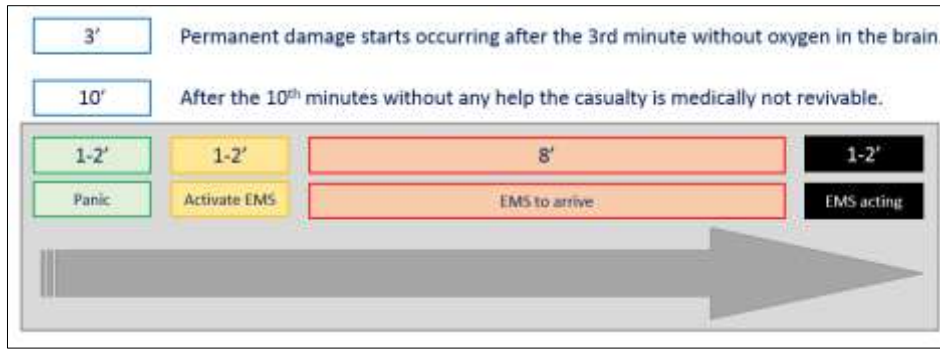 3’ Permanent damage starts occurring after the 3rd minute without oxygen in the brain.
10’ After the 10th minutes without any help the casualty is medically not revivable.
1-2’ 1-2’ 8’ 1-2’
Panic Activate EMS EMS to arrive EMS acting